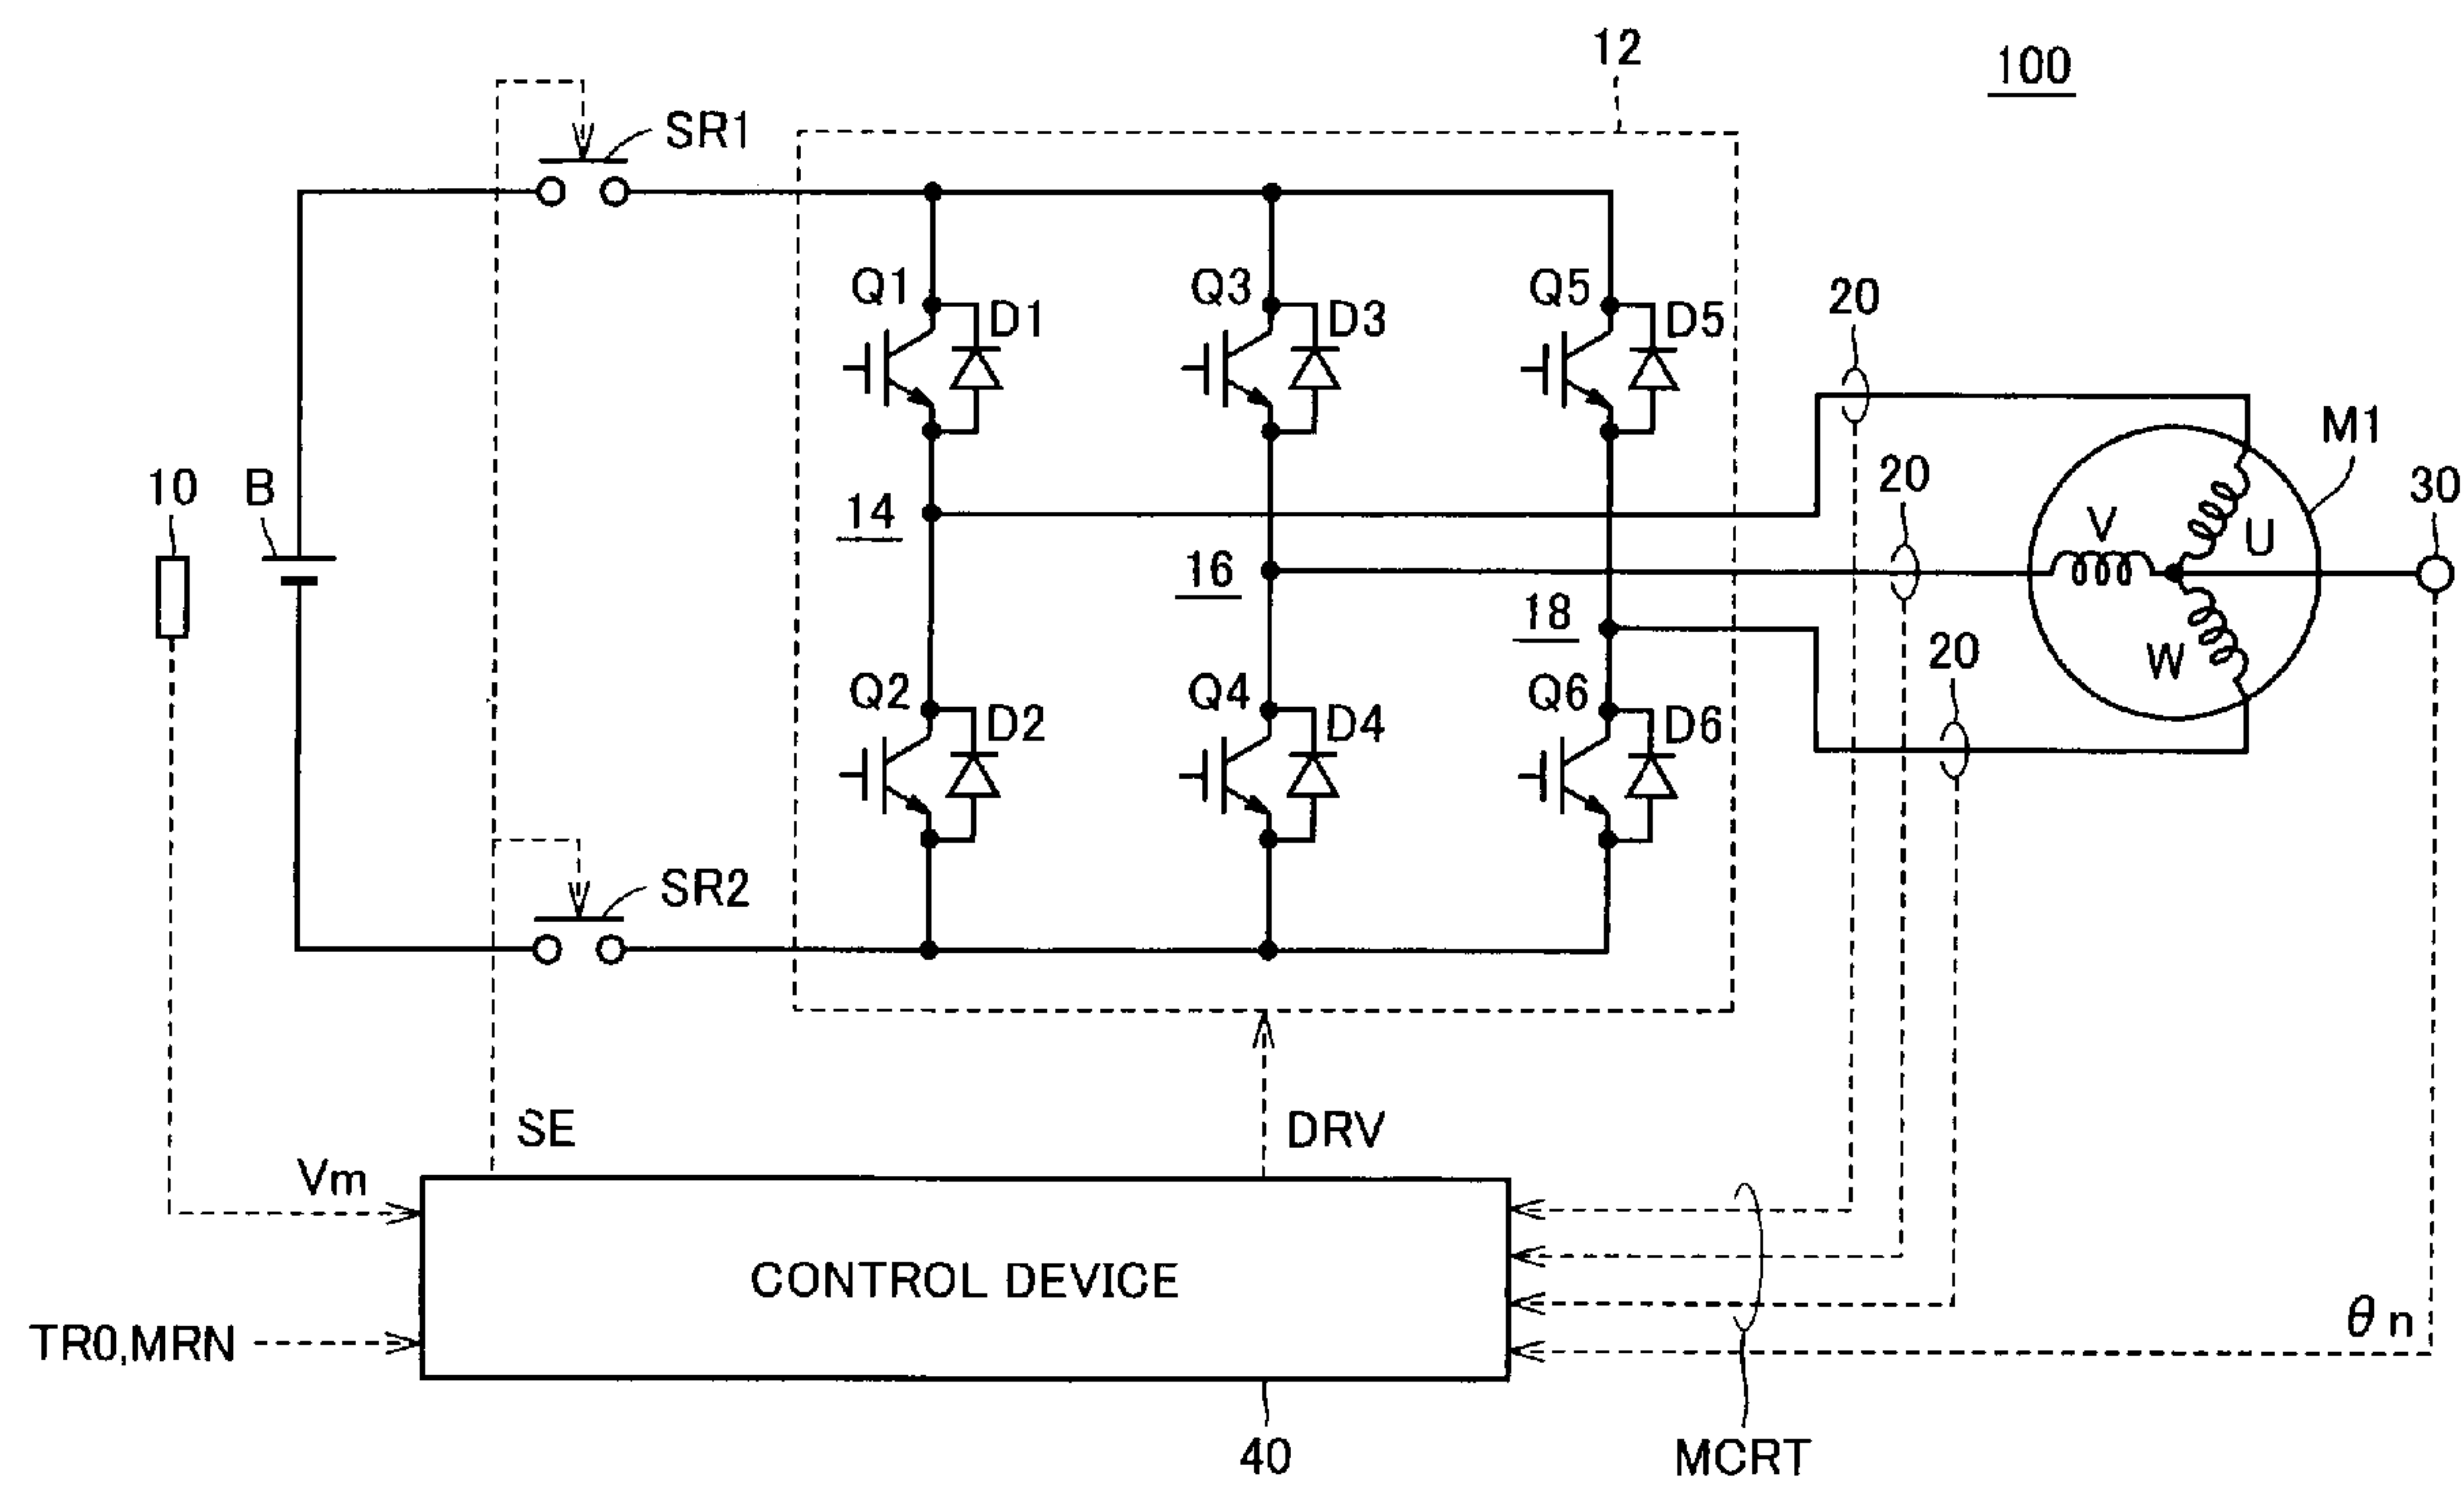 12
100
SR1
Q1
D1
Q3
D3
Q5
D5
20
M1
10
B
14
20
30
V
U
16
18
20
W
Q2
D2
Q4
D4
Q6
D6
SR2
SE
DRV
Vm
CONTROL DEVICE
θn
TR0,MRN
40
MCRT